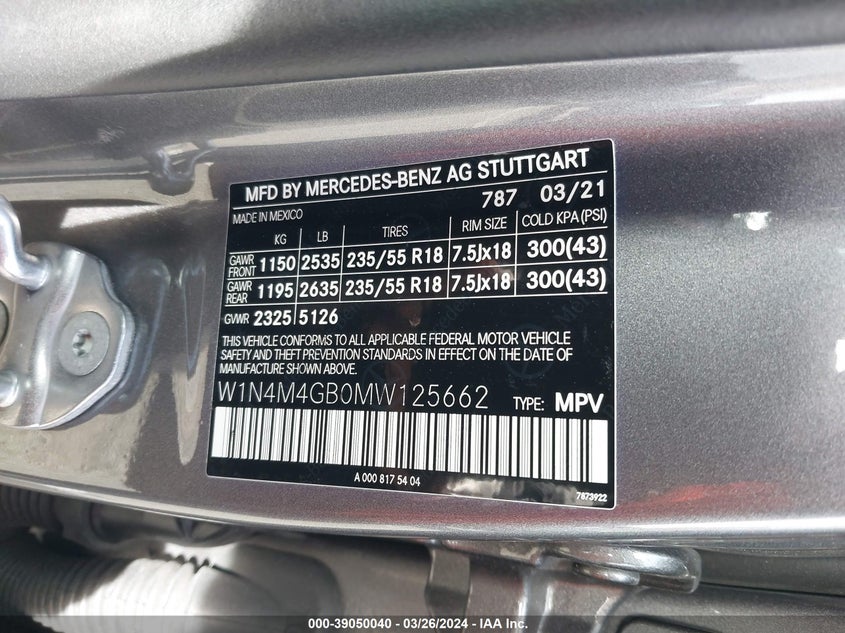 MFD BY MERCEDES-BENZ AG STUTTGART
787 03/21
MADE IN MEXICO
KG LB TIRES RIM SIZE COLD KPA (PSI)
GAWR FRONT 1150 2535 235/55 R18 7.5Jx18 300(43)
GAWR REAR 1195 2635 235/55 R18 7.5Jx18 300(43)
GVWR 2325 5126
THIS VEHICLE CONFORMS TO ALL APPLICABLE FEDERAL MOTOR VEHICLE
SAFETY AND THEFT PREVENTION STANDARDS IN EFFECT ON THE DATE OF
MANUFACTURE SHOWN ABOVE.
W1N4M4GB0MW125662 TYPE: MPV
A 000 817 54 04
7873922
000-39050040 - 03/26/2024 - IAA Inc.